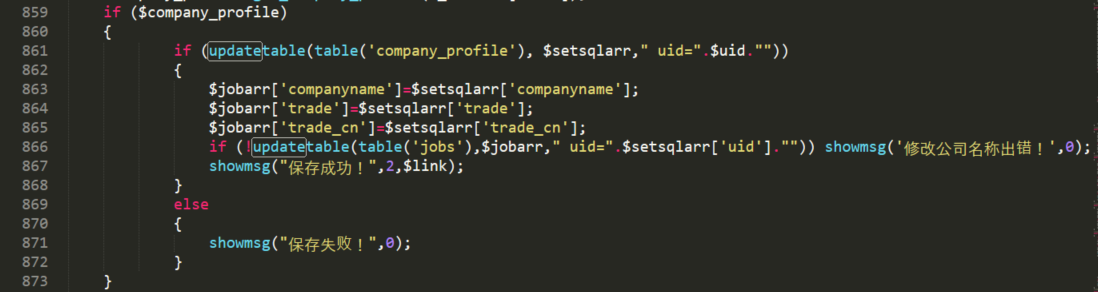 859 if ($company_profile)
860 {
861 if (updatetable(table('company_profile'), $setsqlarr," uid=".$uid.""))
862 {
863 $jobarr['companyname']=$setsqlarr['companyname'];
864 $jobarr['trade']=$setsqlarr['trade'];
865 $jobarr['trade_cn']=$setsqlarr['trade_cn'];
866 if (!updatetable(table('jobs'),$jobarr," uid=".$setsqlarr['uid']."")) showmsg('修改公司名称出错！',0);
867 showmsg("保存成功！",2,$link);
868 }
869 else
870 {
871 showmsg("保存失败！",0);
872 }
873 }